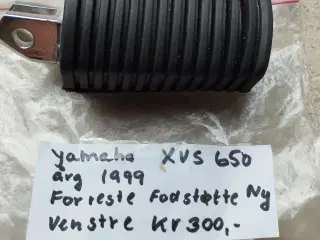 Yamaha XVS 650
årg 1999
Forreste Fodstøtte Ny
Venstre Kr 300,-